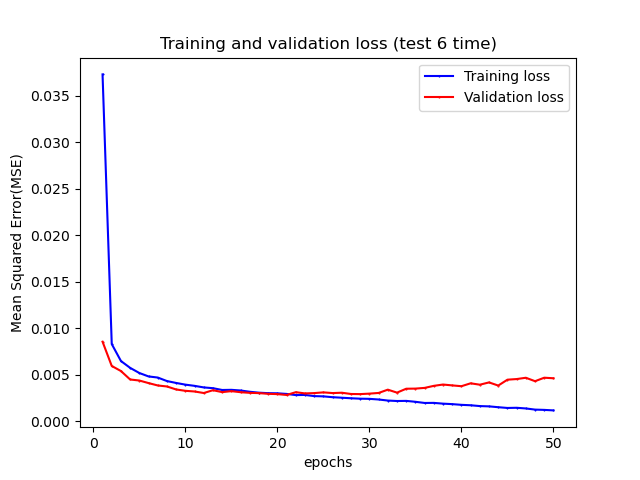 Training and validation loss (test 6 time)
Training loss
Validation loss
Mean Squared Error(MSE)
0.035
0.030
0.025
0.020
0.015
0.010
0.005
0.000
0 10 20 30 40 50
epochs